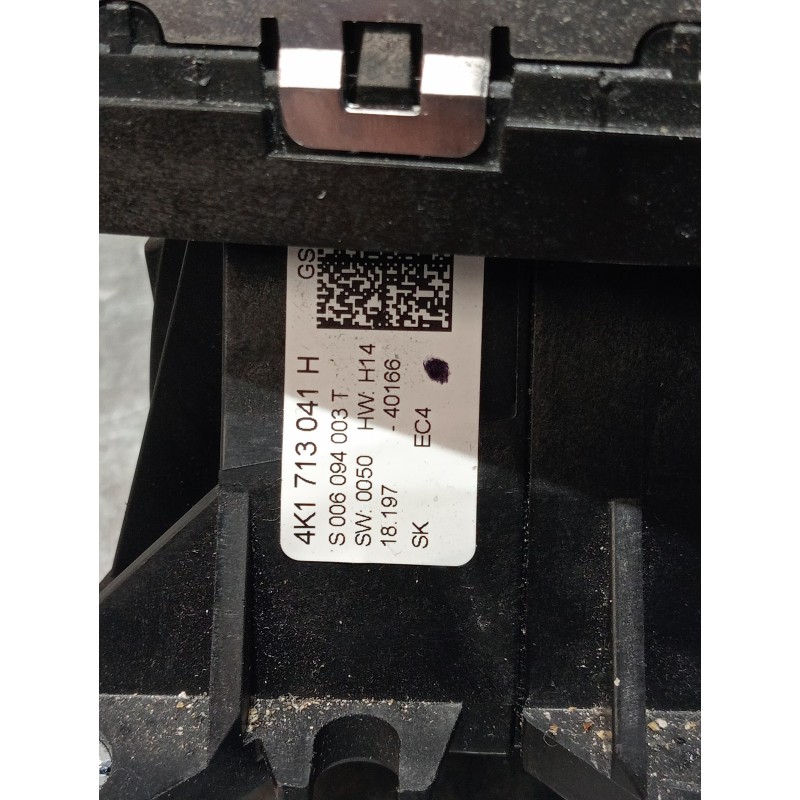 GS
4K1 713 041 H
S 006 094 003 T
SW: 0050 HW: H14
18.197 - 40166
SK EC4